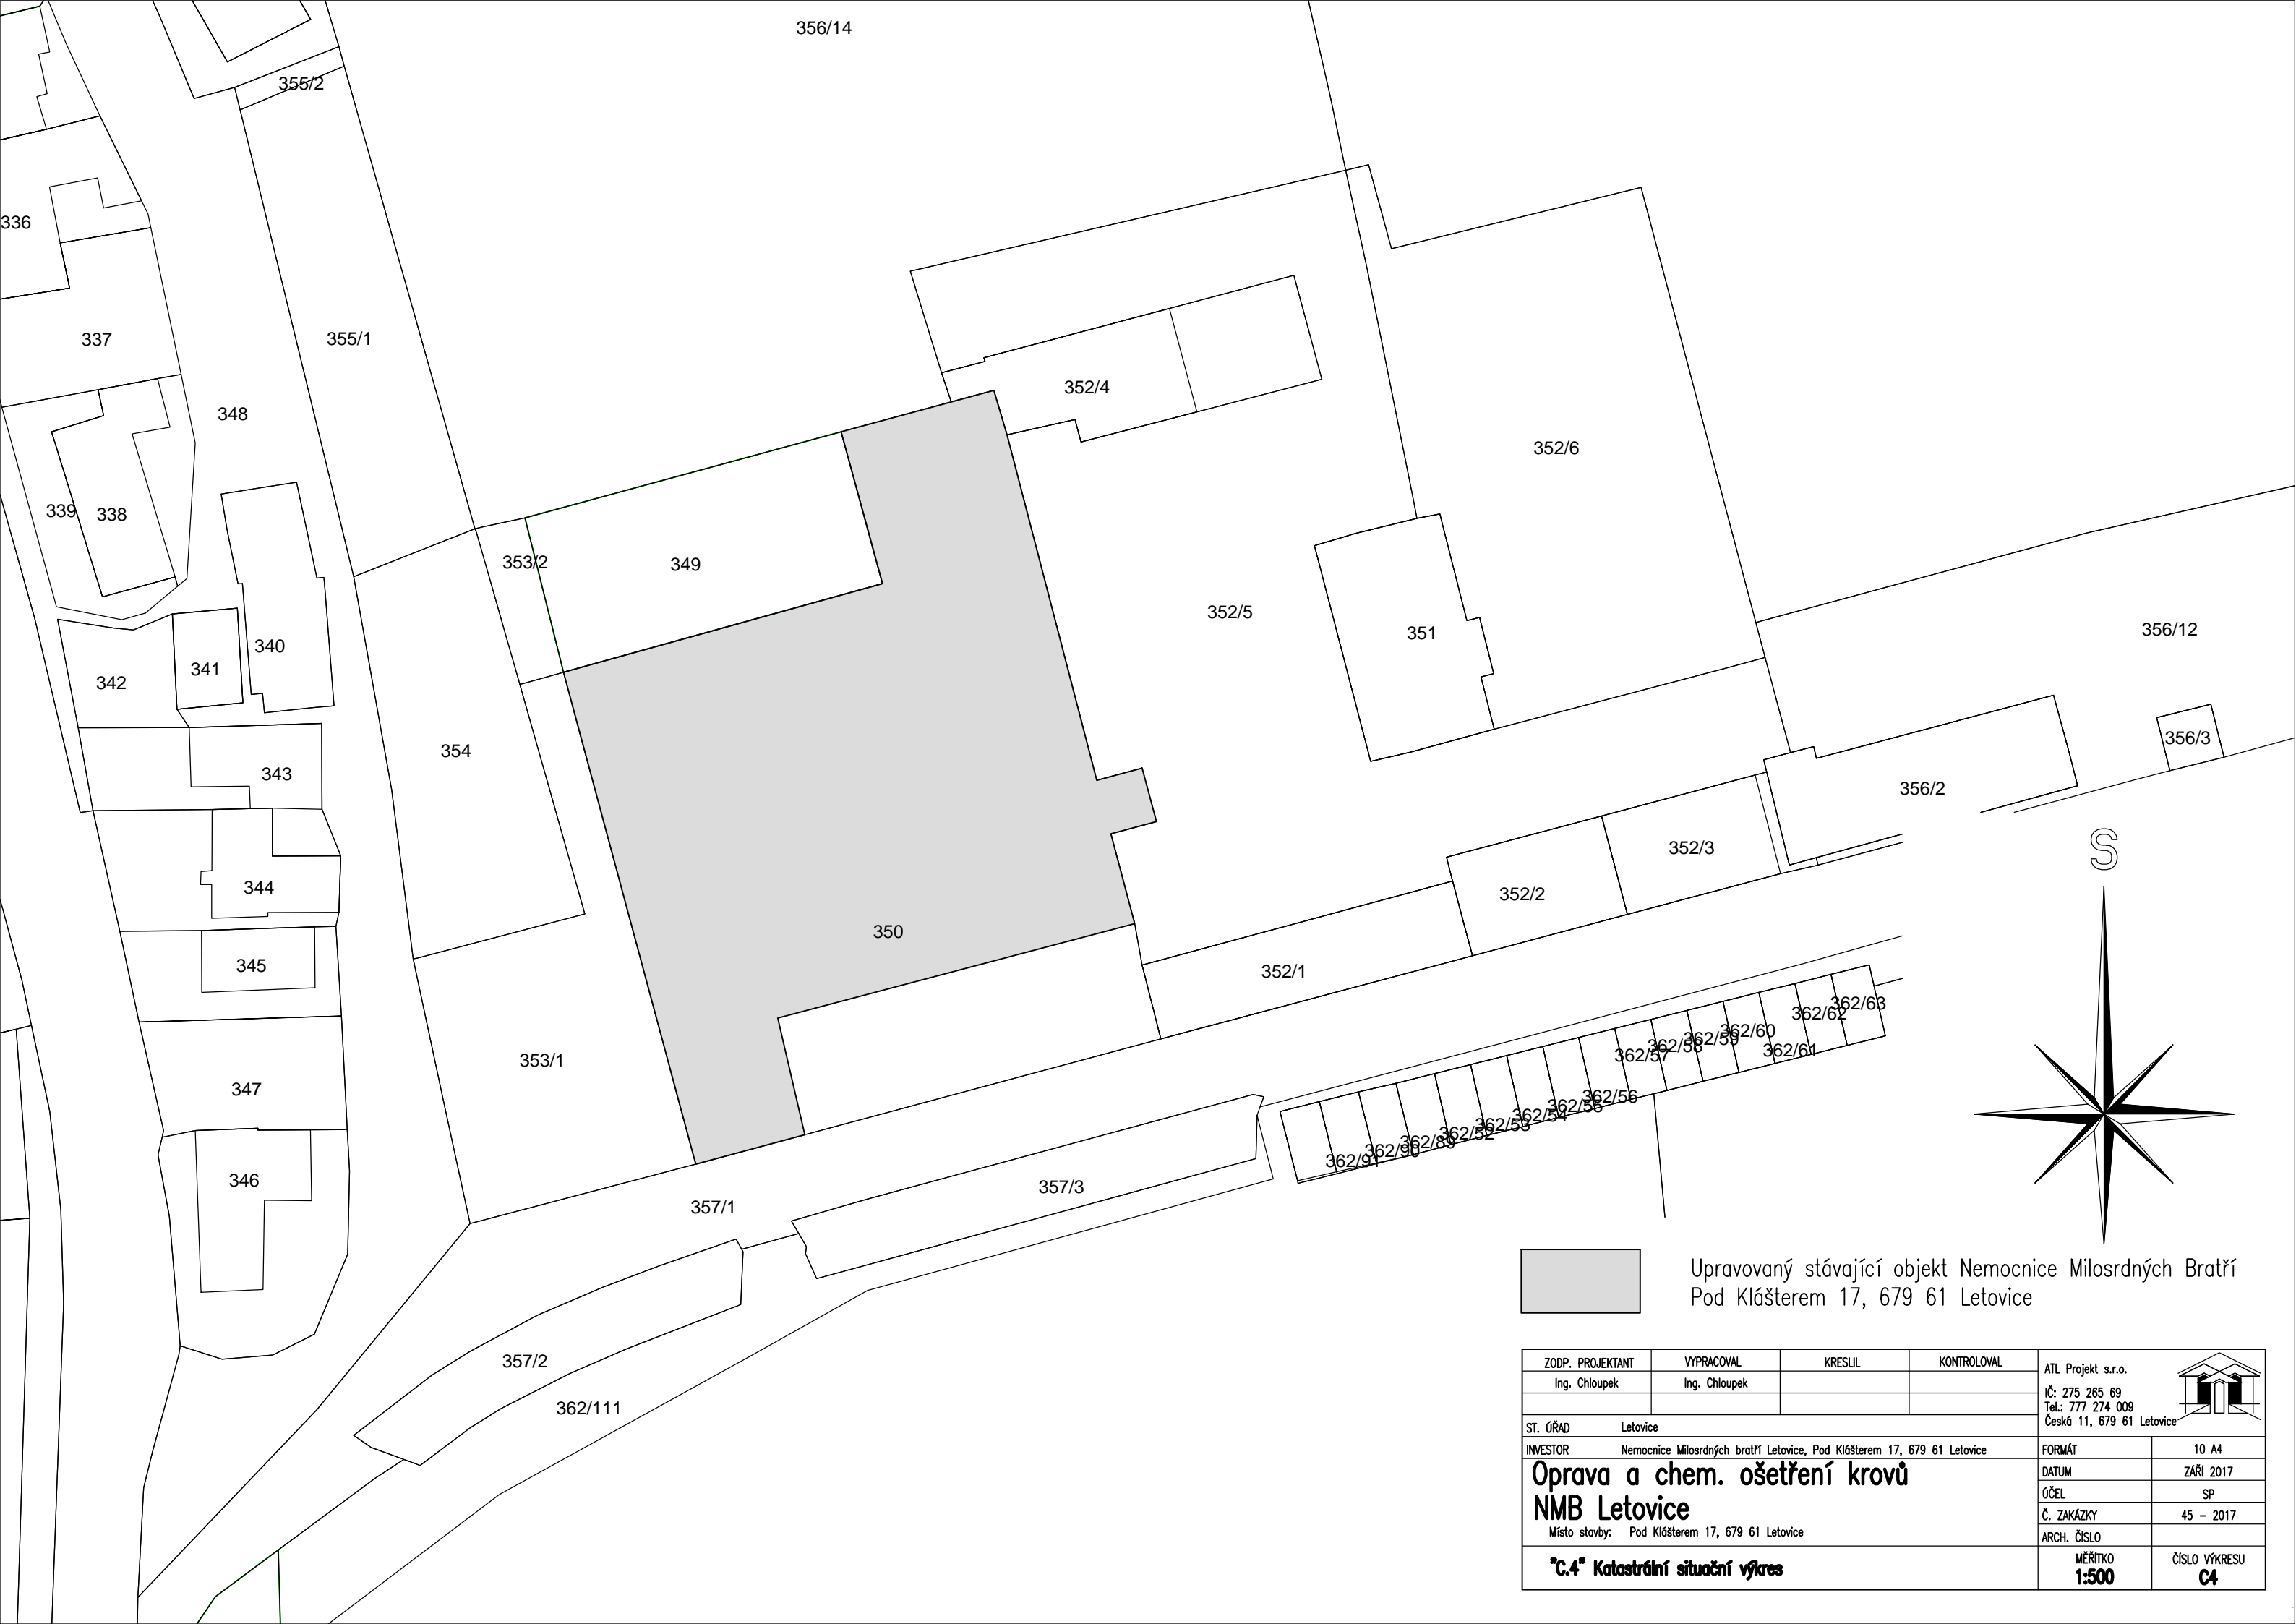 356/14
355/2
336
337
355/1
352/4
348
352/6
339
338
353/2
349
352/5
356/12
340
351
341
342
356/3
354
343
356/2
352/3
S
344
352/2
350
345
352/1
362/63
362/62
362/60
362/59
362/58
362/61
362/57
353/1
347
362/56
362/55
362/54
362/53
362/52
362/89
362/90
362/91
346
357/3
357/1
357/2
362/111
Upravovaný stávající objekt Nemocnice Milosrdných Bratří
Pod Klášterem 17, 679 61 Letovice
ZODP. PROJEKTANT VYPRACOVAL KRESLIL KONTROLOVAL
Ing. Chloupek Ing. Chloupek
ATL Projekt s.r.o.
IČ: 275 265 69
Tel.: 777 274 009
Česká 11, 679 61 Letovice
ST. ÚŘAD Letovice
INVESTOR Nemocnice Milosrdných bratří Letovice, Pod Klášterem 17, 679 61 Letovice
FORMÁT 10 A4
Oprava a chem. ošetření krovů
NMB Letovice
Místo stavby: Pod Klášterem 17, 679 61 Letovice
DATUM ZÁŘÍ 2017
ÚČEL SP
Č. ZAKÁZKY 45 - 2017
ARCH. ČÍSLO
"C.4" Katastrální situační výkres
MĚŘÍTKO
1:500
ČÍSLO VÝKRESU
C4